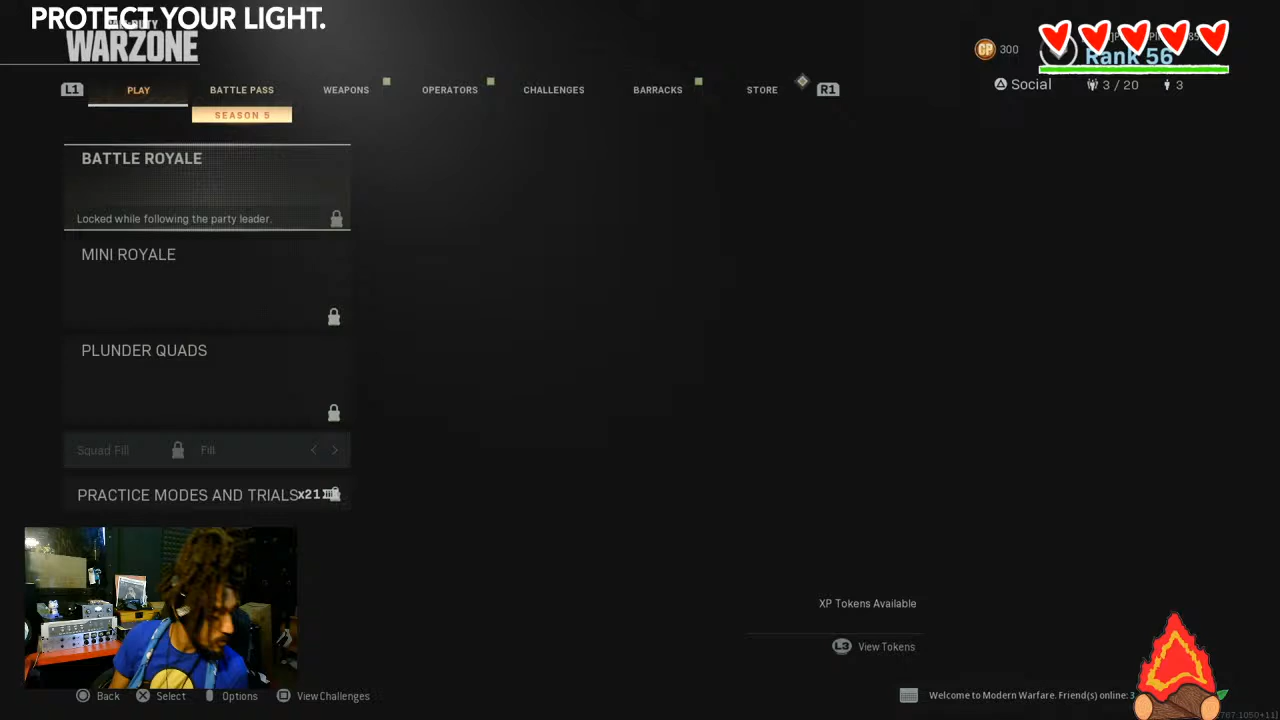 PROTECT YOUR LIGHT.
WARZONE
CP 300
Rank 56
L1 PLAY BATTLE PASS WEAPONS OPERATORS CHALLENGES BARRACKS STORE R1
Social 3 / 20 3
SEASON 5
BATTLE ROYALE
Locked while following the party leader.
MINI ROYALE
PLUNDER QUADS
Squad Fill Fill
PRACTICE MODES AND TRIALS
XP Tokens Available
L3 View Tokens
Back Select Options View Challenges
Welcome to Modern Warfare. Friend(s) online: 3